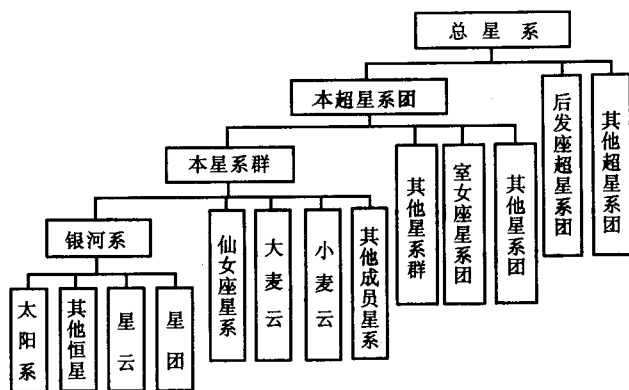 总星系
本超星系团
后发座超星系团
其他超星系团
本星系群
其他星系群
室女座星系团
其他星系团
银河系
仙女座星系
大麦云
小麦云
其他成员星系
太阳系
其他恒星
星云
星团